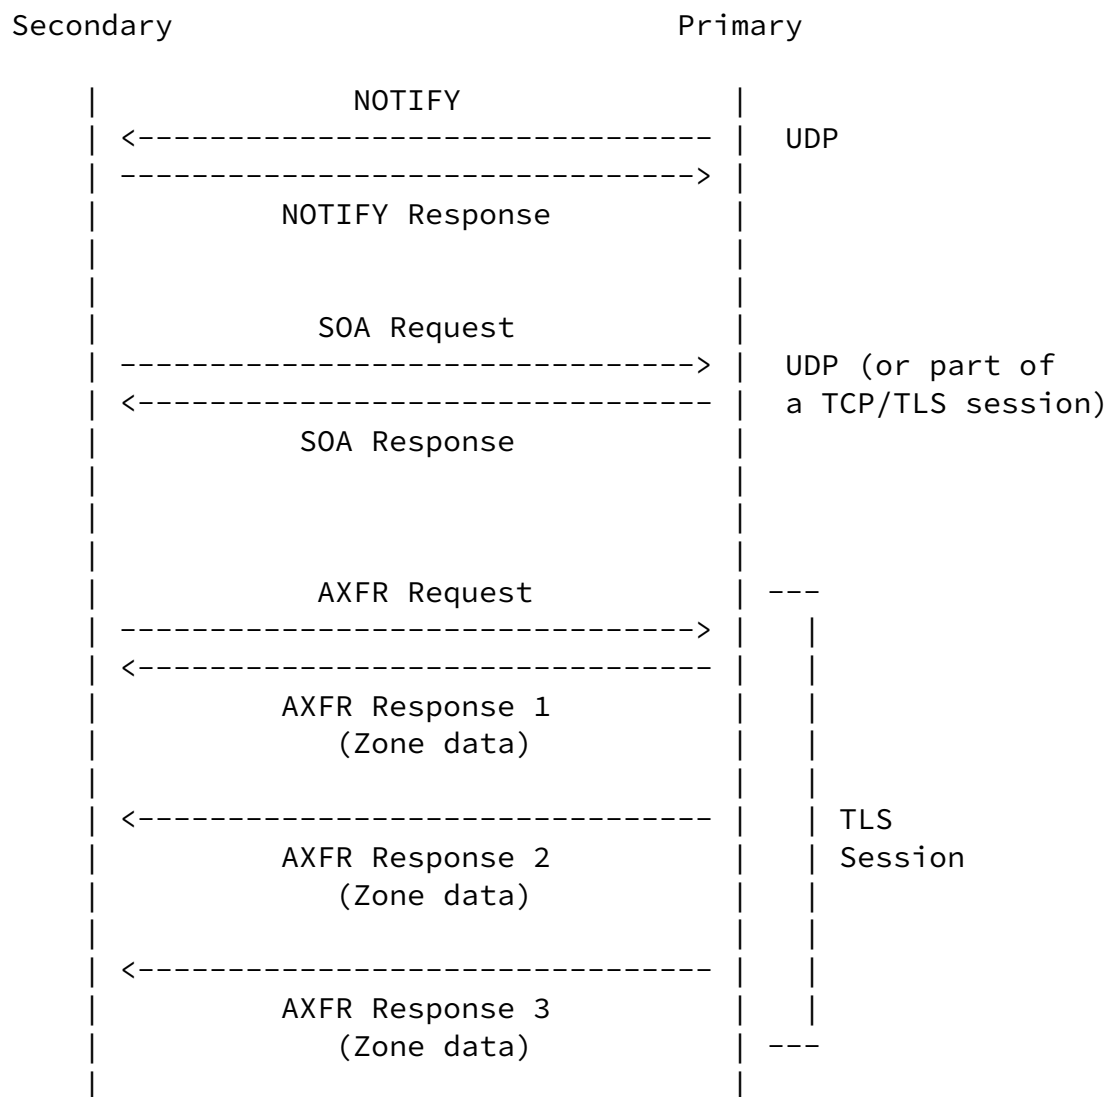 Secondary Primary
NOTIFY
UDP
NOTIFY Response
SOA Request
UDP (or part of
a TCP/TLS session)
SOA Response
AXFR Request
AXFR Response 1
(Zone data)
TLS
AXFR Response 2 Session
(Zone data)
AXFR Response 3
(Zone data)